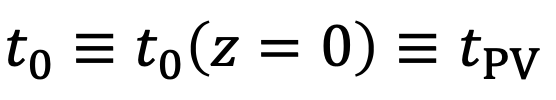 t₀ ≡ t₀(z = 0) ≡ t_PV